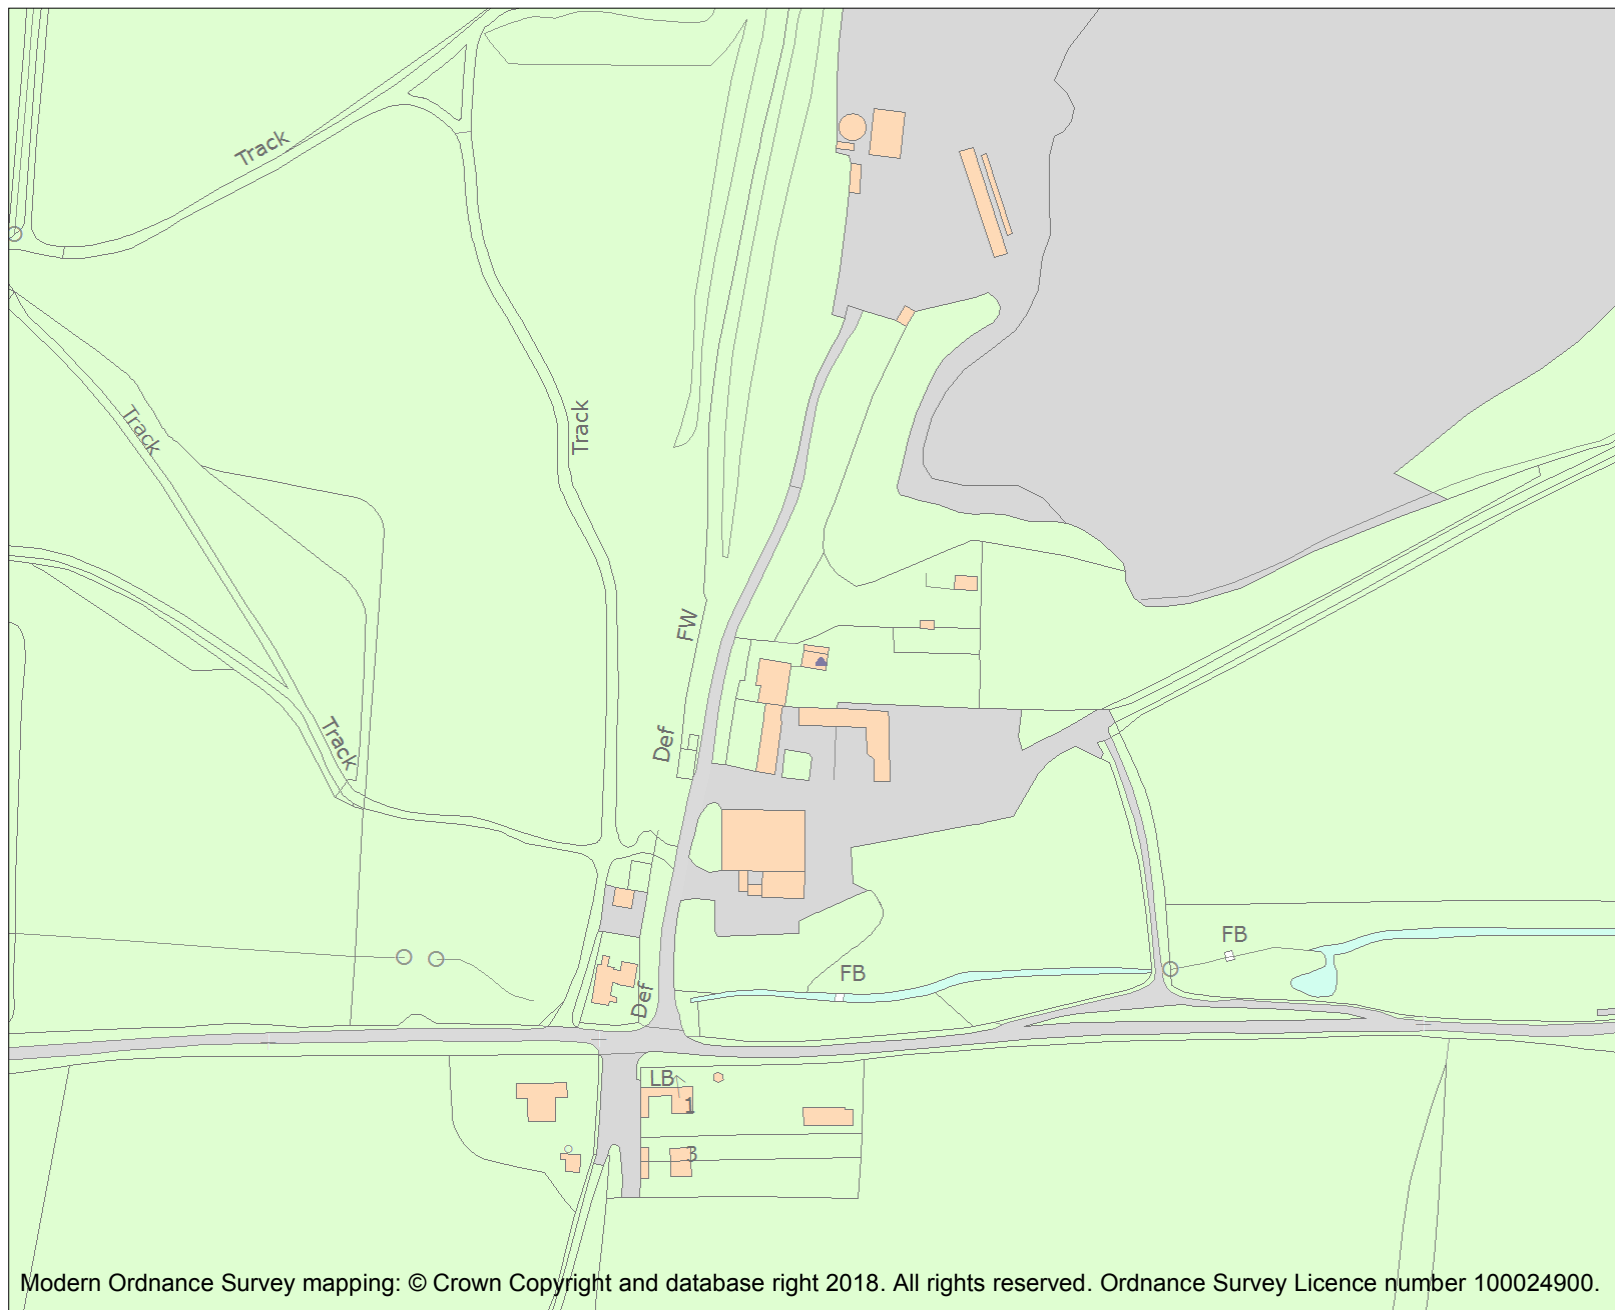 Track
Track
Track
FW
Def
Track
FB
FB
Def
LB
1
3
Modern Ordnance Survey mapping: © Crown Copyright and database right 2018. All rights reserved. Ordnance Survey Licence number 100024900.